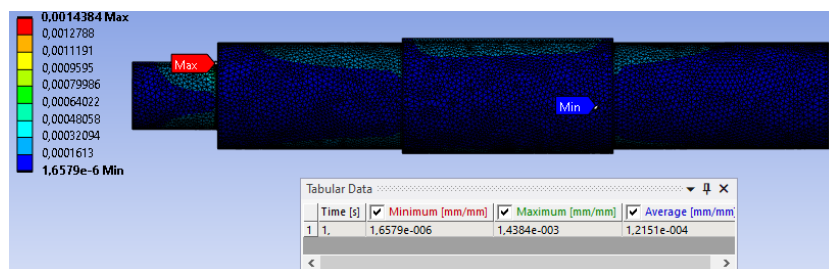 0,0014384 Max
0,0012788
0,0011191
0,0009595
0,00079986
0,00064022
0,00048058
0,00032094
0,0001613
1,6579e-6 Min
Max
Min
Tabular Data
Time [s] Minimum [mm/mm] Maximum [mm/mm] Average [mm/mm]
1 1, 1,6579e-006 1,4384e-003 1,2151e-004